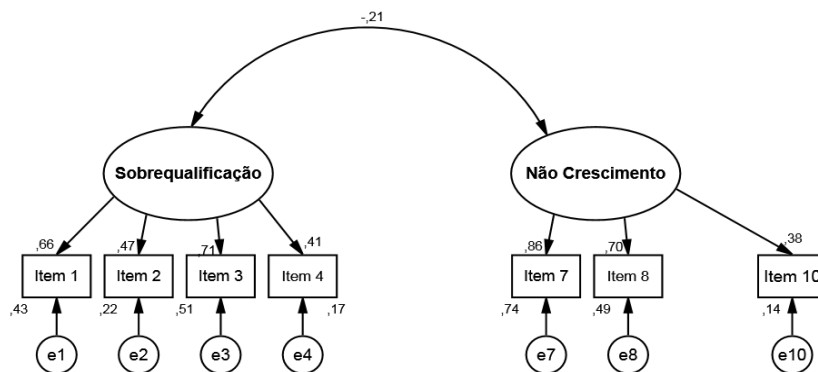 -,21
Sobrequalificação
Não Crescimento
,66
,47
,71
,41
,86
,70
,38
Item 1
Item 2
Item 3
Item 4
Item 7
Item 8
Item 10
,43
,22
,51
,17
,74
,49
,14
e1
e2
e3
e4
e7
e8
e10